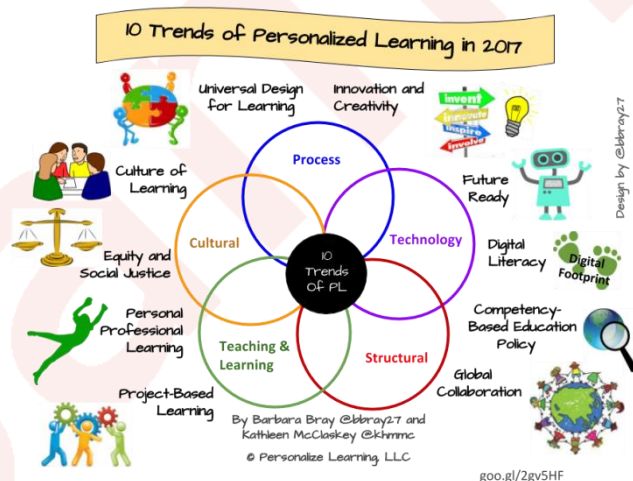 10 Trends of Personalized Learning in 2017
Universal Design
for Learning
Innovation and
Creativity
invent
innovate
inspire
involve
Process
Culture of
Learning
Future
Ready
Design by @bbray27
Cultural
Technology
10
Trends
Of PL
Equity and
Social Justice
Digital
Literacy
Digital
Footprint
Personal
Professional
Learning
Competency-
Based Education
Policy
Teaching &
Learning
Structural
Project-Based
Learning
Global
Collaboration
By Barbara Bray @bbray27 and
Kathleen McClaskey @khmmc
© Personalize Learning, LLC
goo.gl/2gv5HF